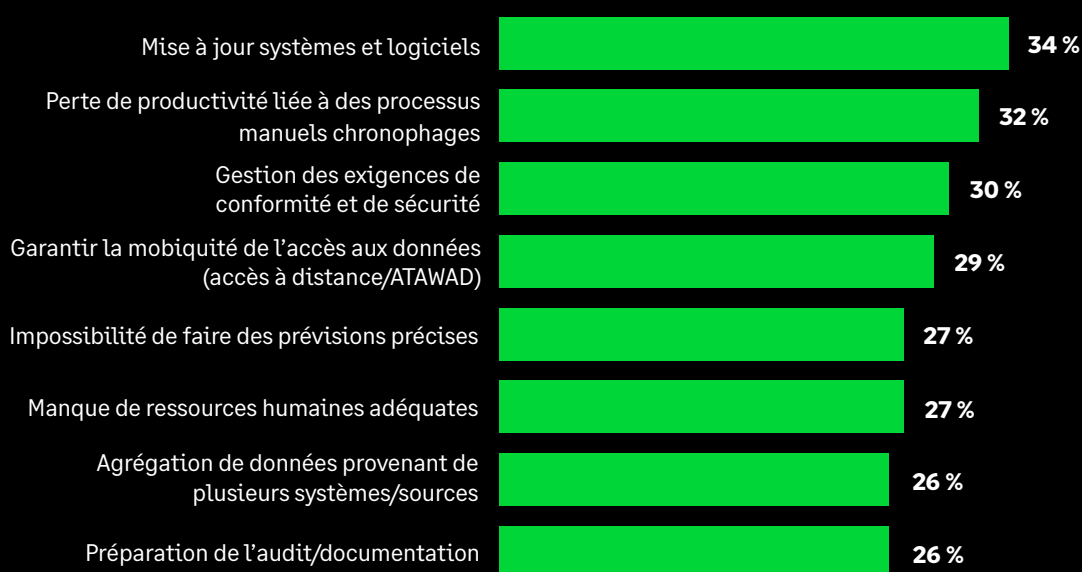 Mise à jour systèmes et logiciels
34 %
Perte de productivité liée à des processus
manuels chronophages
32 %
Gestion des exigences de
conformité et de sécurité
30 %
Garantir la mobiquité de l’accès aux données
(accès à distance/ATAWAD)
29 %
Impossibilité de faire des prévisions précises
27 %
Manque de ressources humaines adéquates
27 %
Agrégation de données provenant de
plusieurs systèmes/sources
26 %
Préparation de l’audit/documentation
26 %